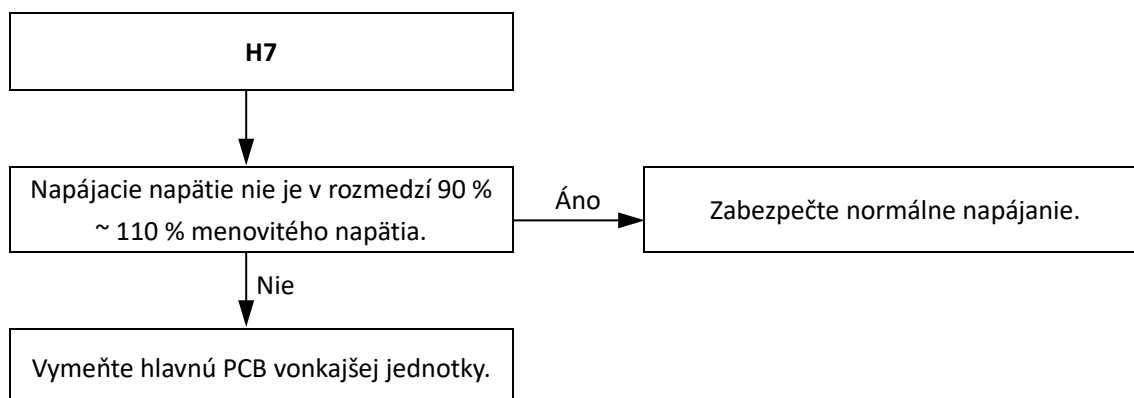 H7
Napájacie napätie nie je v rozmedzí 90 %
~ 110 % menovitého napätia.
Áno
Zabezpečte normálne napájanie.
Nie
Vymeňte hlavnú PCB vonkajšej jednotky.